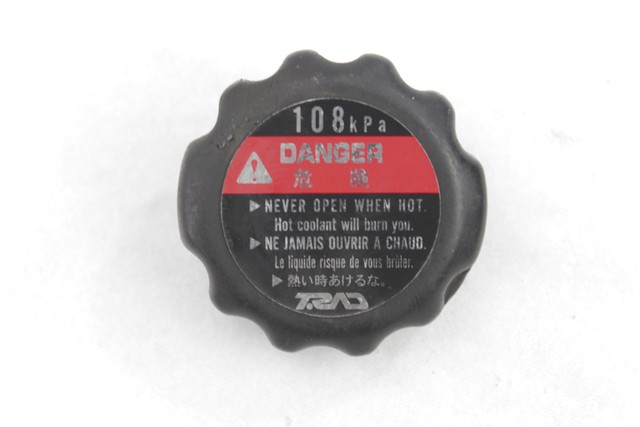 108kPa
DANGER
危 険
NEVER OPEN WHEN HOT.
Hot coolant will burn you.
NE JAMAIS OUVRIR À CHAUD.
Le liquide risque de vous brûler.
熱い時あけるな。
T.RAD